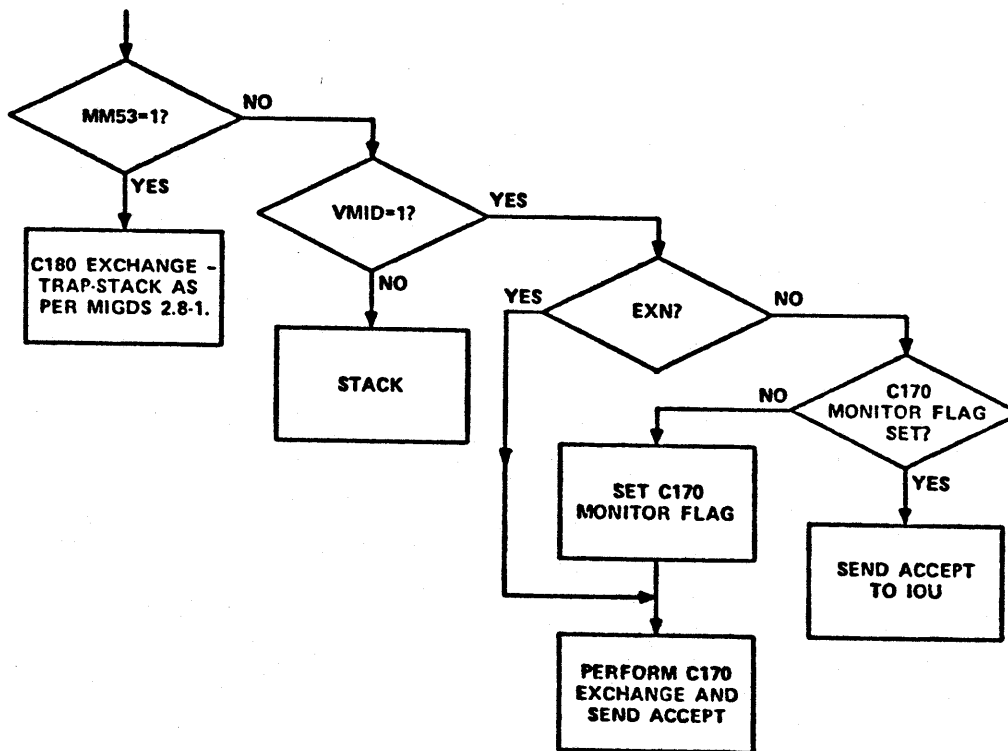 MM53=1?
NO
YES
C180 EXCHANGE –
TRAP-STACK AS
PER MIGDS 2.8-1.
VMID=1?
YES
NO
STACK
EXN?
YES
NO
C170
MONITOR FLAG
SET?
NO
YES
SET C170
MONITOR FLAG
SEND ACCEPT
TO IOU
PERFORM C170
EXCHANGE AND
SEND ACCEPT